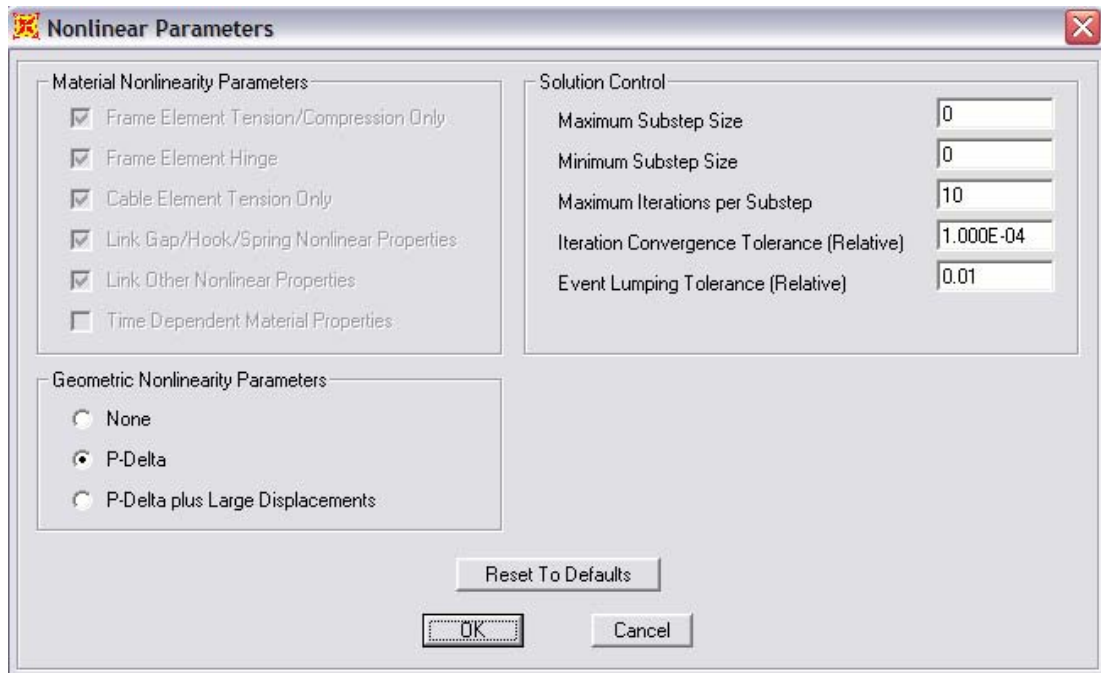 Nonlinear Parameters
Material Nonlinearity Parameters
Frame Element Tension/Compression Only
Frame Element Hinge
Cable Element Tension Only
Link Gap/Hook/Spring Nonlinear Properties
Link Other Nonlinear Properties
Time Dependent Material Properties
Geometric Nonlinearity Parameters
None
P-Delta
P-Delta plus Large Displacements
Solution Control
Maximum Substep Size 0
Minimum Substep Size 0
Maximum Iterations per Substep 10
Iteration Convergence Tolerance (Relative) 1.000E-04
Event Lumping Tolerance (Relative) 0.01
Reset To Defaults
OK Cancel